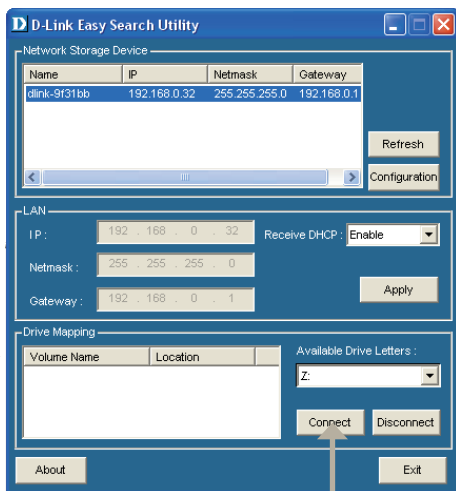 D D-Link Easy Search Utility
Network Storage Device
Name IP Netmask Gateway
dlink-9f31bb 192.168.0.32 255.255.255.0 192.168.0.1
Refresh
Configuration
LAN
IP : 192 . 168 . 0 . 32 Receive DHCP : Enable
Netmask : 255 . 255 . 255 . 0
Apply
Gateway : 192 . 168 . 0 . 1
Drive Mapping
Volume Name Location Available Drive Letters :
Z:
Connect Disconnect
About Exit